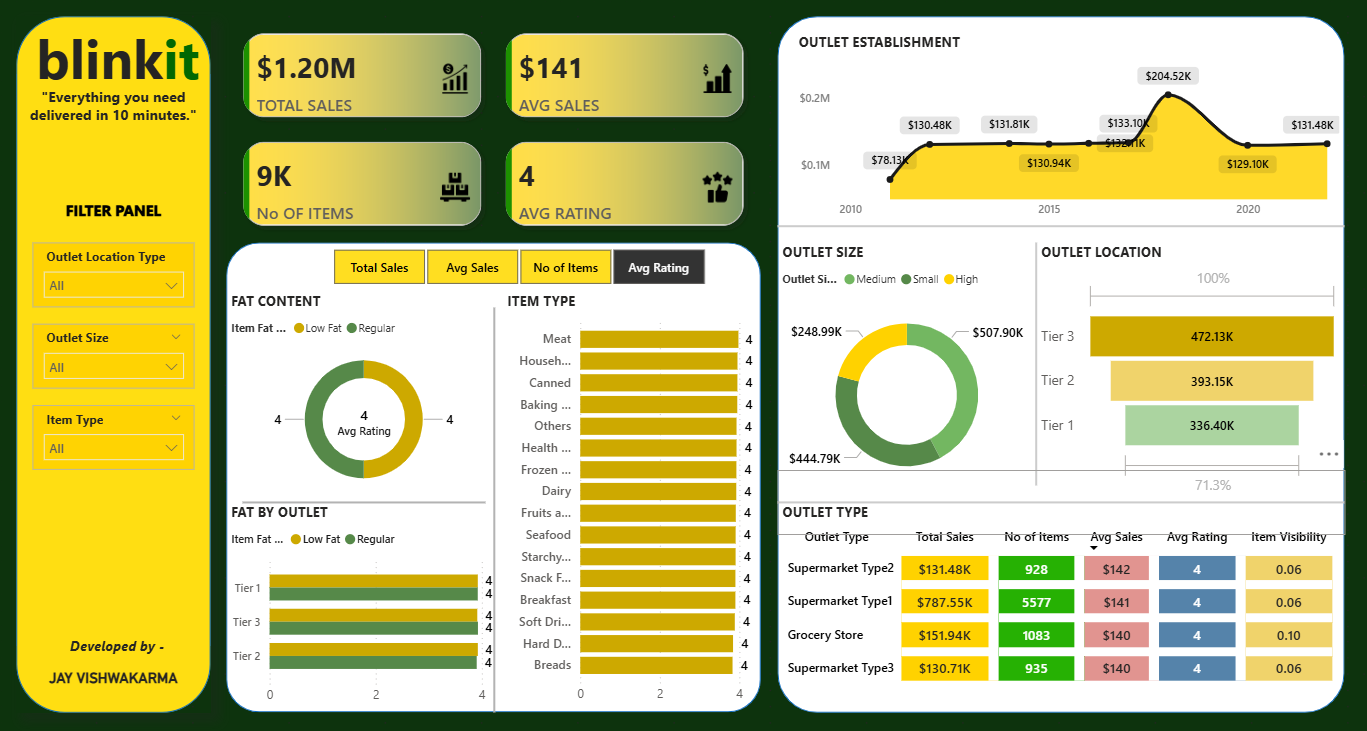 blinkit
"Everything you need
delivered in 10 minutes."
FILTER PANEL
Outlet Location Type
All
Outlet Size
All
Item Type
All
Developed by -
JAY VISHWAKARMA
$1.20M
TOTAL SALES
$141
AVG SALES
9K
No OF ITEMS
4
AVG RATING
Total Sales
Avg Sales
No of Items
Avg Rating
FAT CONTENT
Item Fat ... Low Fat Regular
4
4
Avg Rating
4
FAT BY OUTLET
Item Fat ... Low Fat Regular
Tier 1 4
4
Tier 3 4
4
Tier 2 4
4
0 2 4
ITEM TYPE
Meat 4
Househ... 4
Canned 4
Baking ... 4
Others 4
Health ... 4
Frozen ... 4
Dairy 4
Fruits a... 4
Seafood 4
Starchy... 4
Snack F... 4
Breakfast 4
Soft Dri... 4
Hard D... 4
Breads 4
0 2 4
OUTLET ESTABLISHMENT
$0.2M
$0.1M
$78.13K
$130.48K
$131.81K
$130.94K
$133.10K
$132.11K
$204.52K
$129.10K
$131.48K
2010 2015 2020
OUTLET SIZE
Outlet Si... Medium Small High
$248.99K
$507.90K
$444.79K
OUTLET LOCATION
100%
Tier 3 472.13K
Tier 2 393.15K
Tier 1 336.40K
71.3%
OUTLET TYPE
Outlet Type Total Sales No of Items Avg Sales Avg Rating Item Visibility
Supermarket Type2 $131.48K 928 $142 4 0.06
Supermarket Type1 $787.55K 5577 $141 4 0.06
Grocery Store $151.94K 1083 $140 4 0.10
Supermarket Type3 $130.71K 935 $140 4 0.06